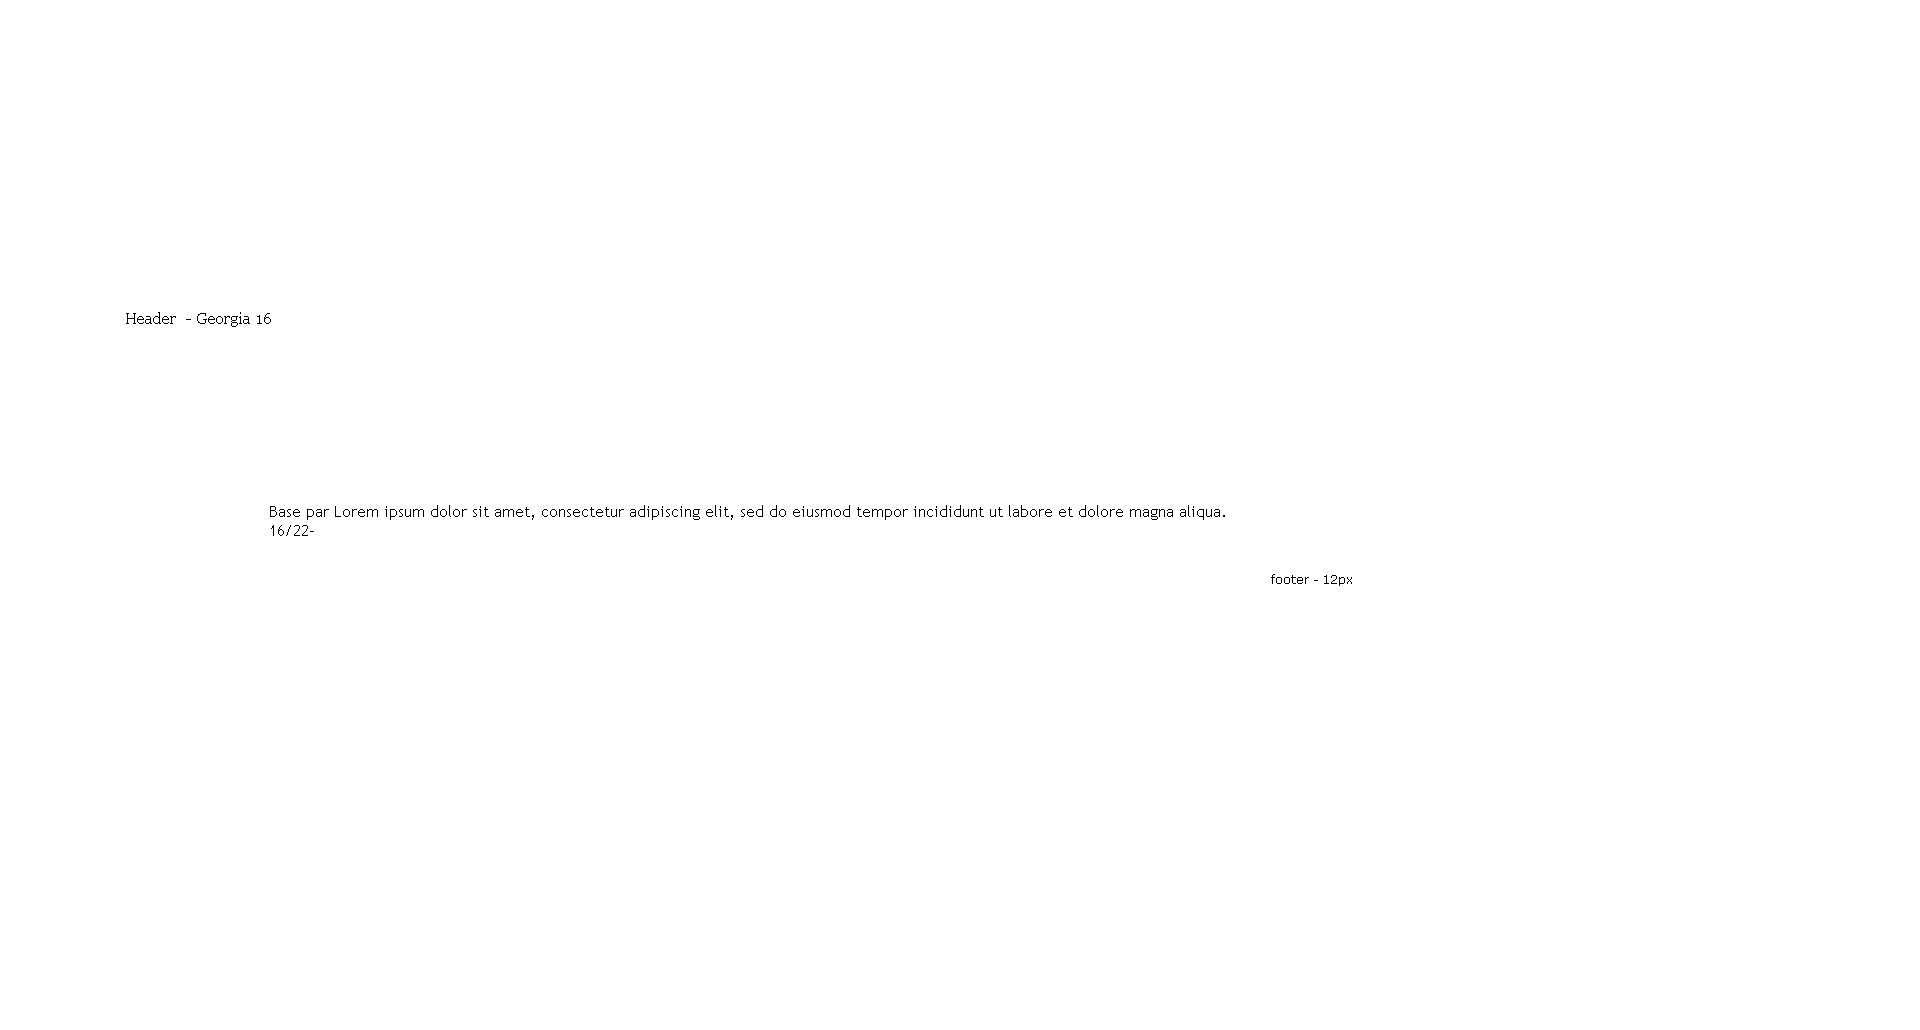 Header  - Georgia 16
Base par Lorem ipsum dolor sit amet, consectetur adipiscing elit, sed do eiusmod tempor incididunt ut labore et dolore magna aliqua.
16/22-
footer - 12px